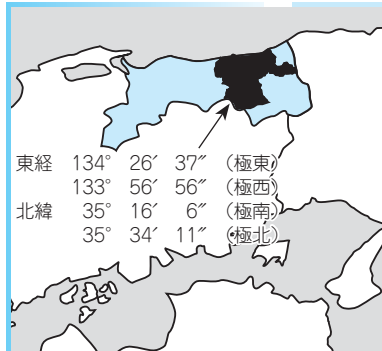 東経 134° 26′ 37″ (極東)
133° 56′ 56″ (極西)
北緯 35° 16′ 6″ (極南)
35° 34′ 11″ (極北)